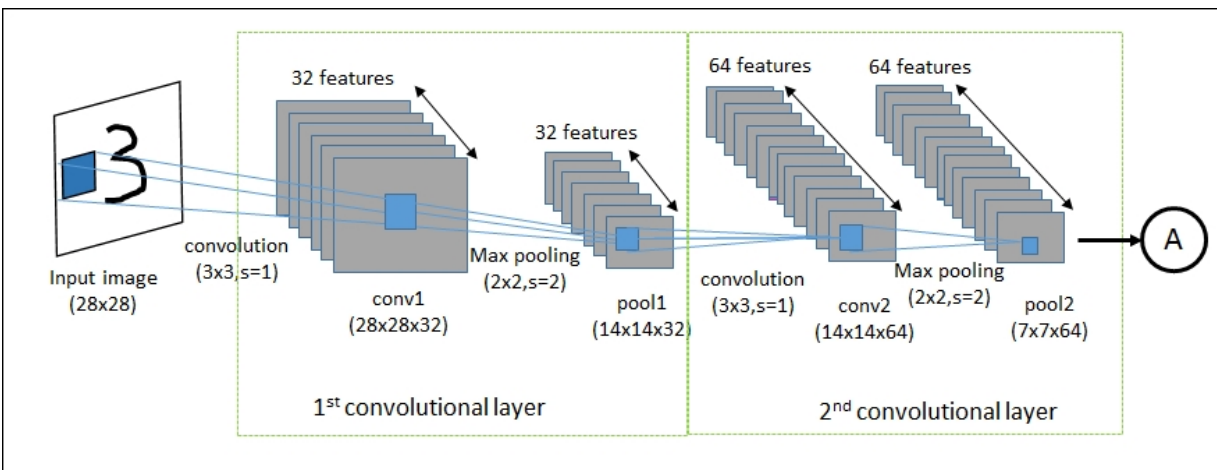 3
Input image
(28x28)
convolution
(3x3,s=1)
32 features
conv1
(28x28x32)
Max pooling
(2x2,s=2)
32 features
pool1
(14x14x32)
1st convolutional layer
convolution
(3x3,s=1)
64 features
conv2
(14x14x64)
Max pooling
(2x2,s=2)
64 features
pool2
(7x7x64)
2nd convolutional layer
A